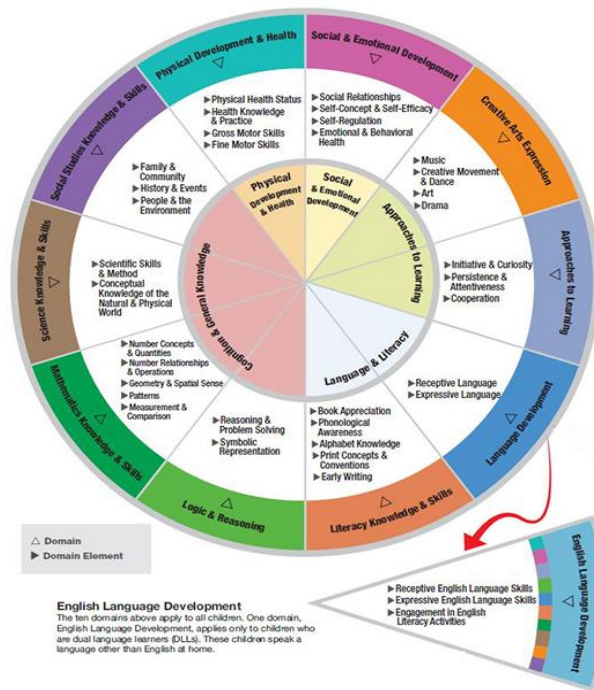 Physical Development & Health
▶ Physical Health Status
▶ Health Knowledge
& Practice
▶ Gross Motor Skills
▶ Fine Motor Skills
Social & Emotional Development
▶ Social Relationships
▶ Self-Concept & Self-Efficacy
▶ Self-Regulation
▶ Emotional & Behavioral
Health
Creative Arts Expression
▶ Music
▶ Creative Movement
& Dance
▶ Art
▶ Drama
Approaches to Learning
▶ Initiative & Curiosity
▶ Persistence &
Attentiveness
▶ Cooperation
Language Development
▶ Receptive Language
▶ Expressive Language
Literacy Knowledge & Skills
▶ Book Appreciation
▶ Phonological
Awareness
▶ Alphabet Knowledge
▶ Print Concepts &
Conventions
▶ Early Writing
Logic & Reasoning
▶ Reasoning &
Problem Solving
▶ Symbolic
Representation
Mathematics Knowledge & Skills
▶ Number Concepts
& Quantities
▶ Number Relationships
& Operations
▶ Geometry & Spatial Sense
▶ Patterns
▶ Measurement &
Comparison
Science Knowledge & Skills
▶ Scientific Skills
& Method
▶ Conceptual
Knowledge of the
Natural & Physical
World
Social Studies Knowledge & Skills
▶ Family &
Community
▶ History & Events
▶ People & the
Environment
Physical
Development
& Health
Social
& Emotional
Development
Approaches to Learning
Language & Literacy
Cognition & General Knowledge
△ Domain
▶ Domain Element
English Language Development
The ten domains above apply to all children. One domain,
English Language Development, applies only to children who
are dual language learners (DLLs). These children speak a
language other than English at home.
▶ Receptive English Language Skills
▶ Expressive English Language Skills
▶ Engagement in English
Literacy Activities
English Language Development